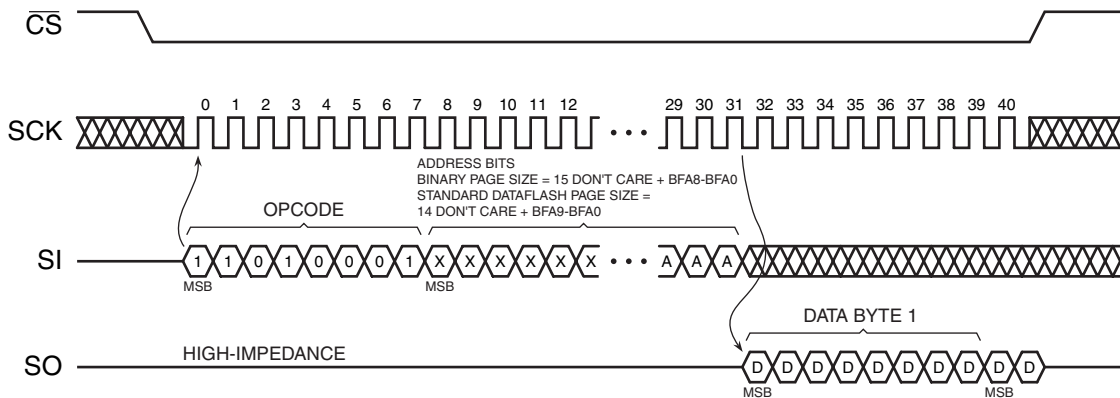 CS
SCK
0 1 2 3 4 5 6 7 8 9 10 11 12 • • • 29 30 31 32 33 34 35 36 37 38 39 40
ADDRESS BITS
BINARY PAGE SIZE = 15 DON'T CARE + BFA8-BFA0
STANDARD DATAFLASH PAGE SIZE =
14 DON'T CARE + BFA9-BFA0
OPCODE
SI
1 1 0 1 0 0 0 1 X X X X X X • • • A A A
MSB MSB
DATA BYTE 1
SO
HIGH-IMPEDANCE
D D D D D D D D D D
MSB MSB